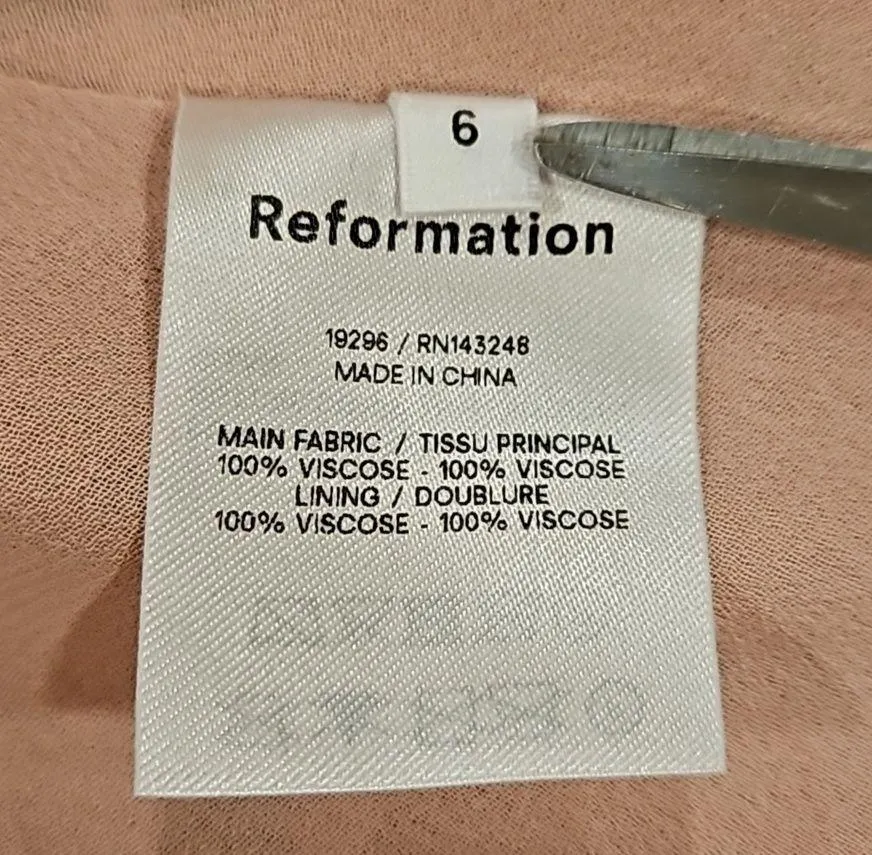 6
Reformation
19296 / RN143246
MADE IN CHINA
MAIN FABRIC / TISSU PRINCIPAL
100% VISCOSE - 100% VISCOSE
LINING / DOUBLURE
100% VISCOSE - 100% VISCOSE